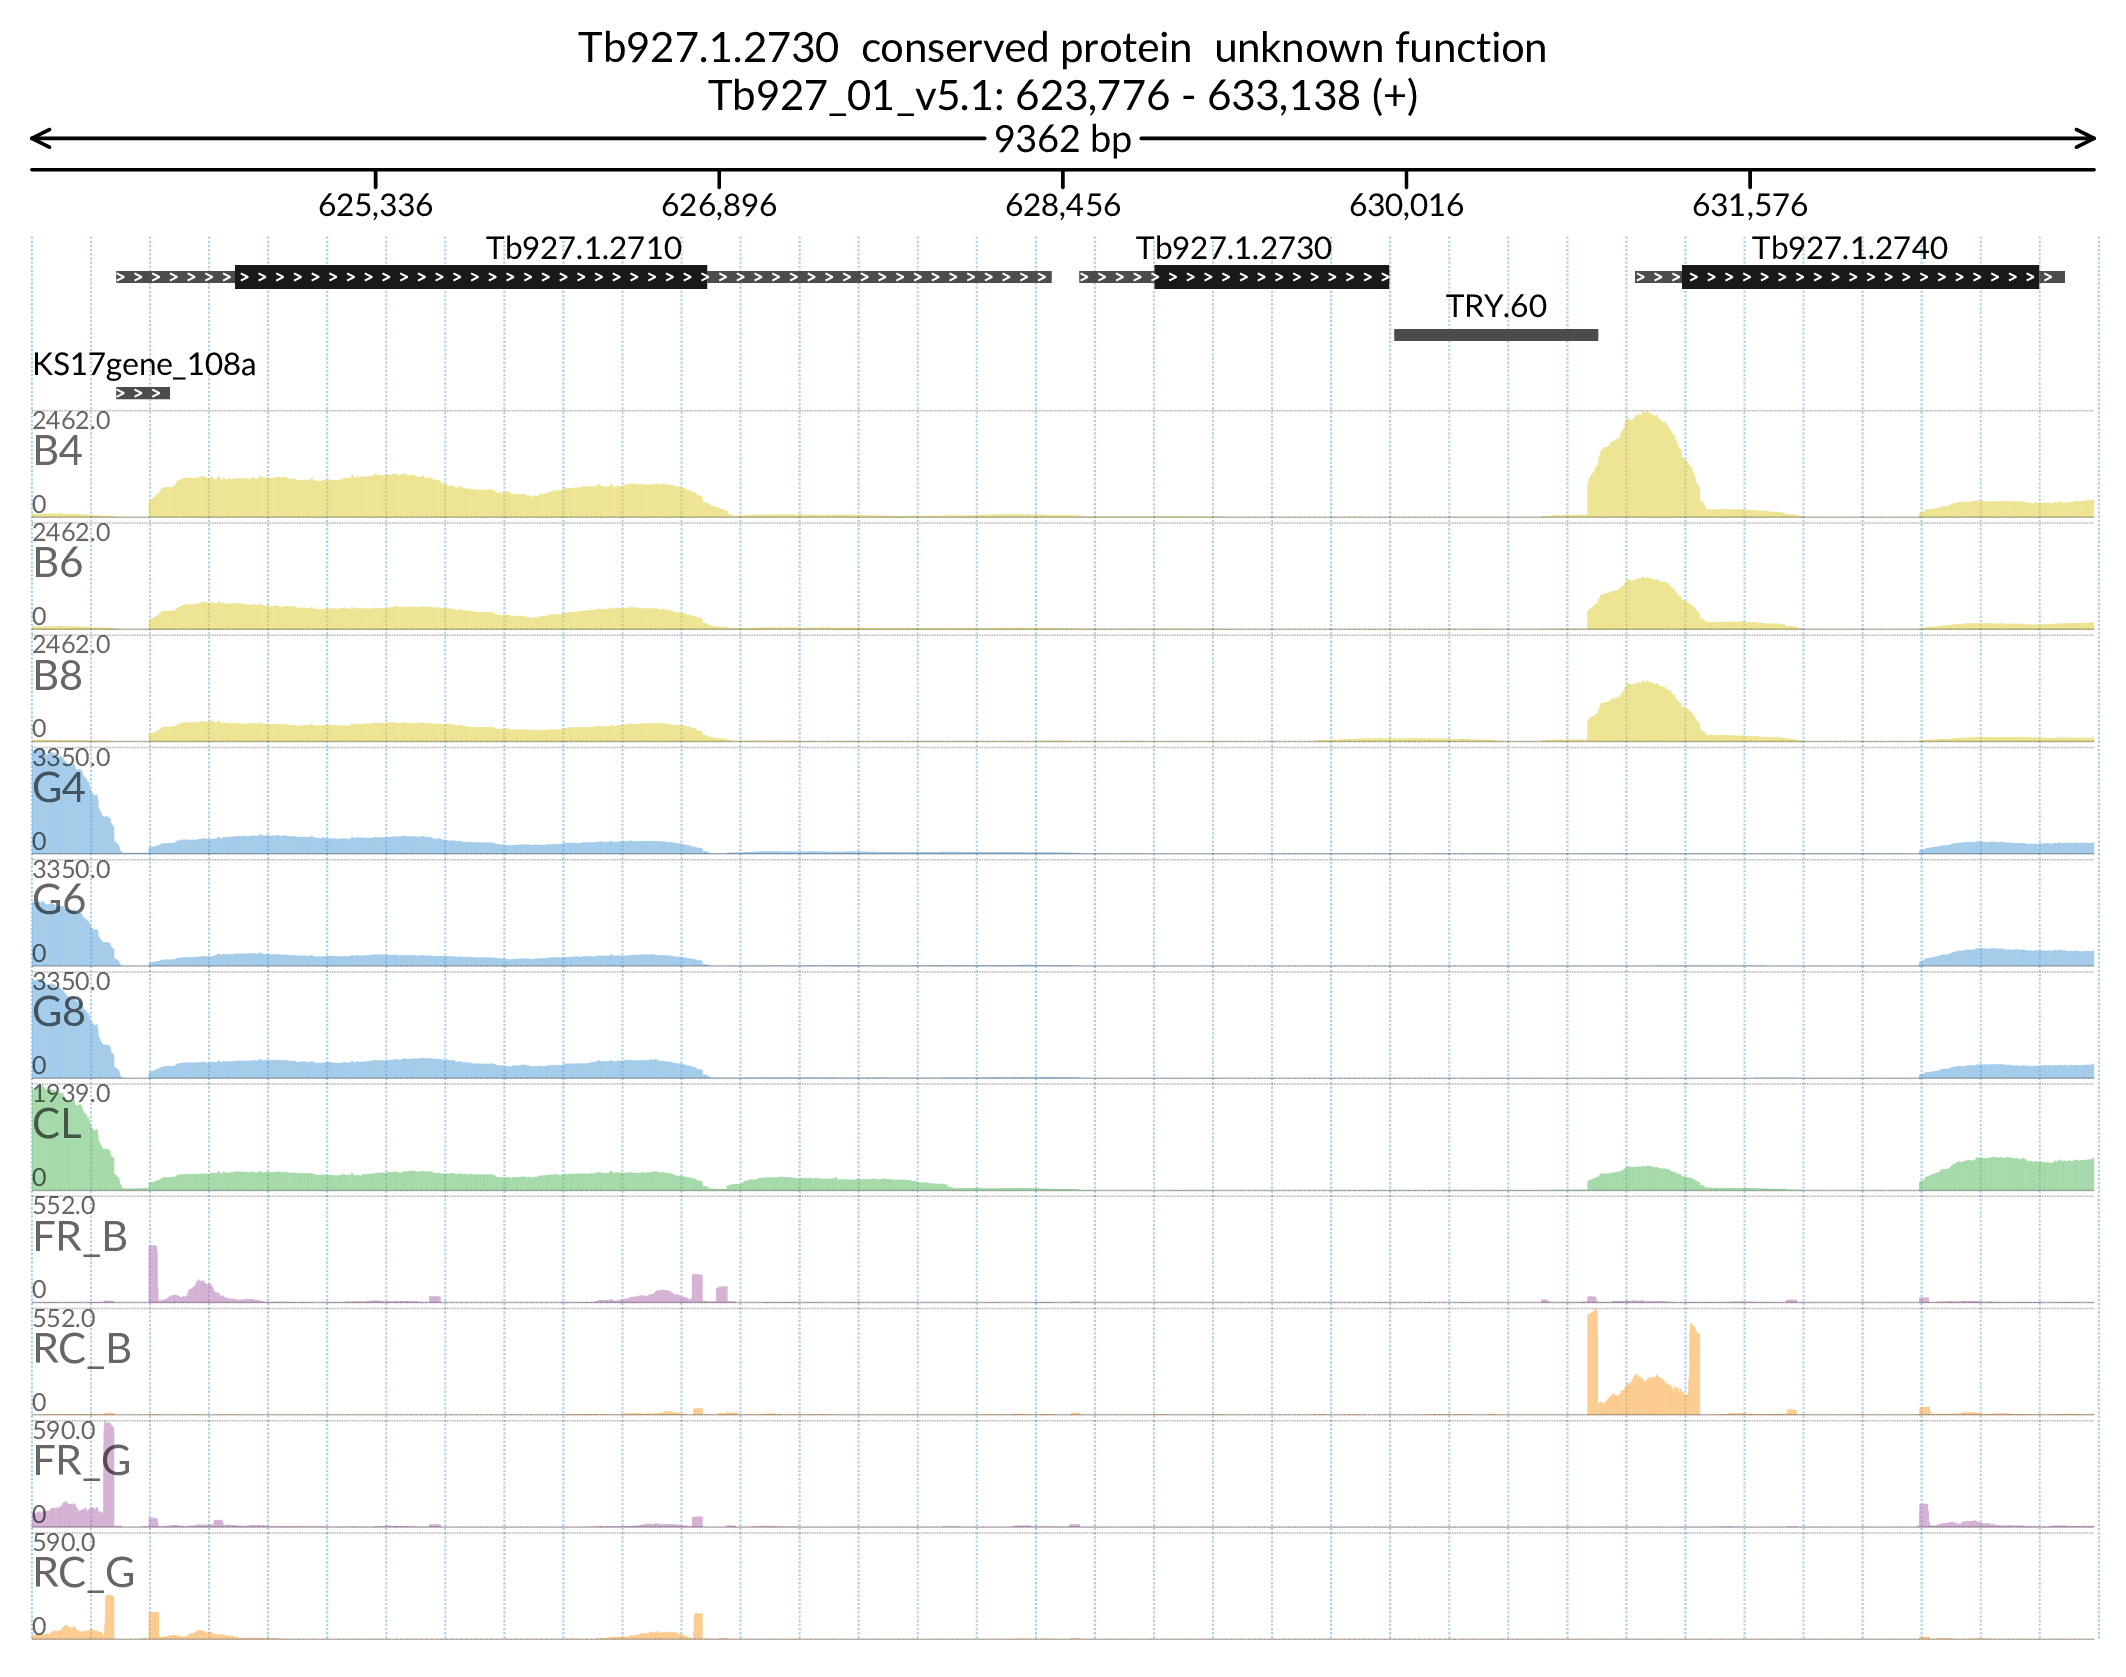 Tb927.1.2730  conserved protein  unknown function
Tb927_01_v5.1: 623,776 - 633,138 (+)
9362 bp
625,336 626,896 628,456 630,016 631,576
Tb927.1.2710 Tb927.1.2730 Tb927.1.2740
TRY.60
KS17gene_108a
2462.0
B4
0
2462.0
B6
0
2462.0
B8
0
3350.0
G4
0
3350.0
G6
0
3350.0
G8
0
1939.0
CL
0
552.0
FR_B
0
552.0
RC_B
0
590.0
FR_G
0
590.0
RC_G
0